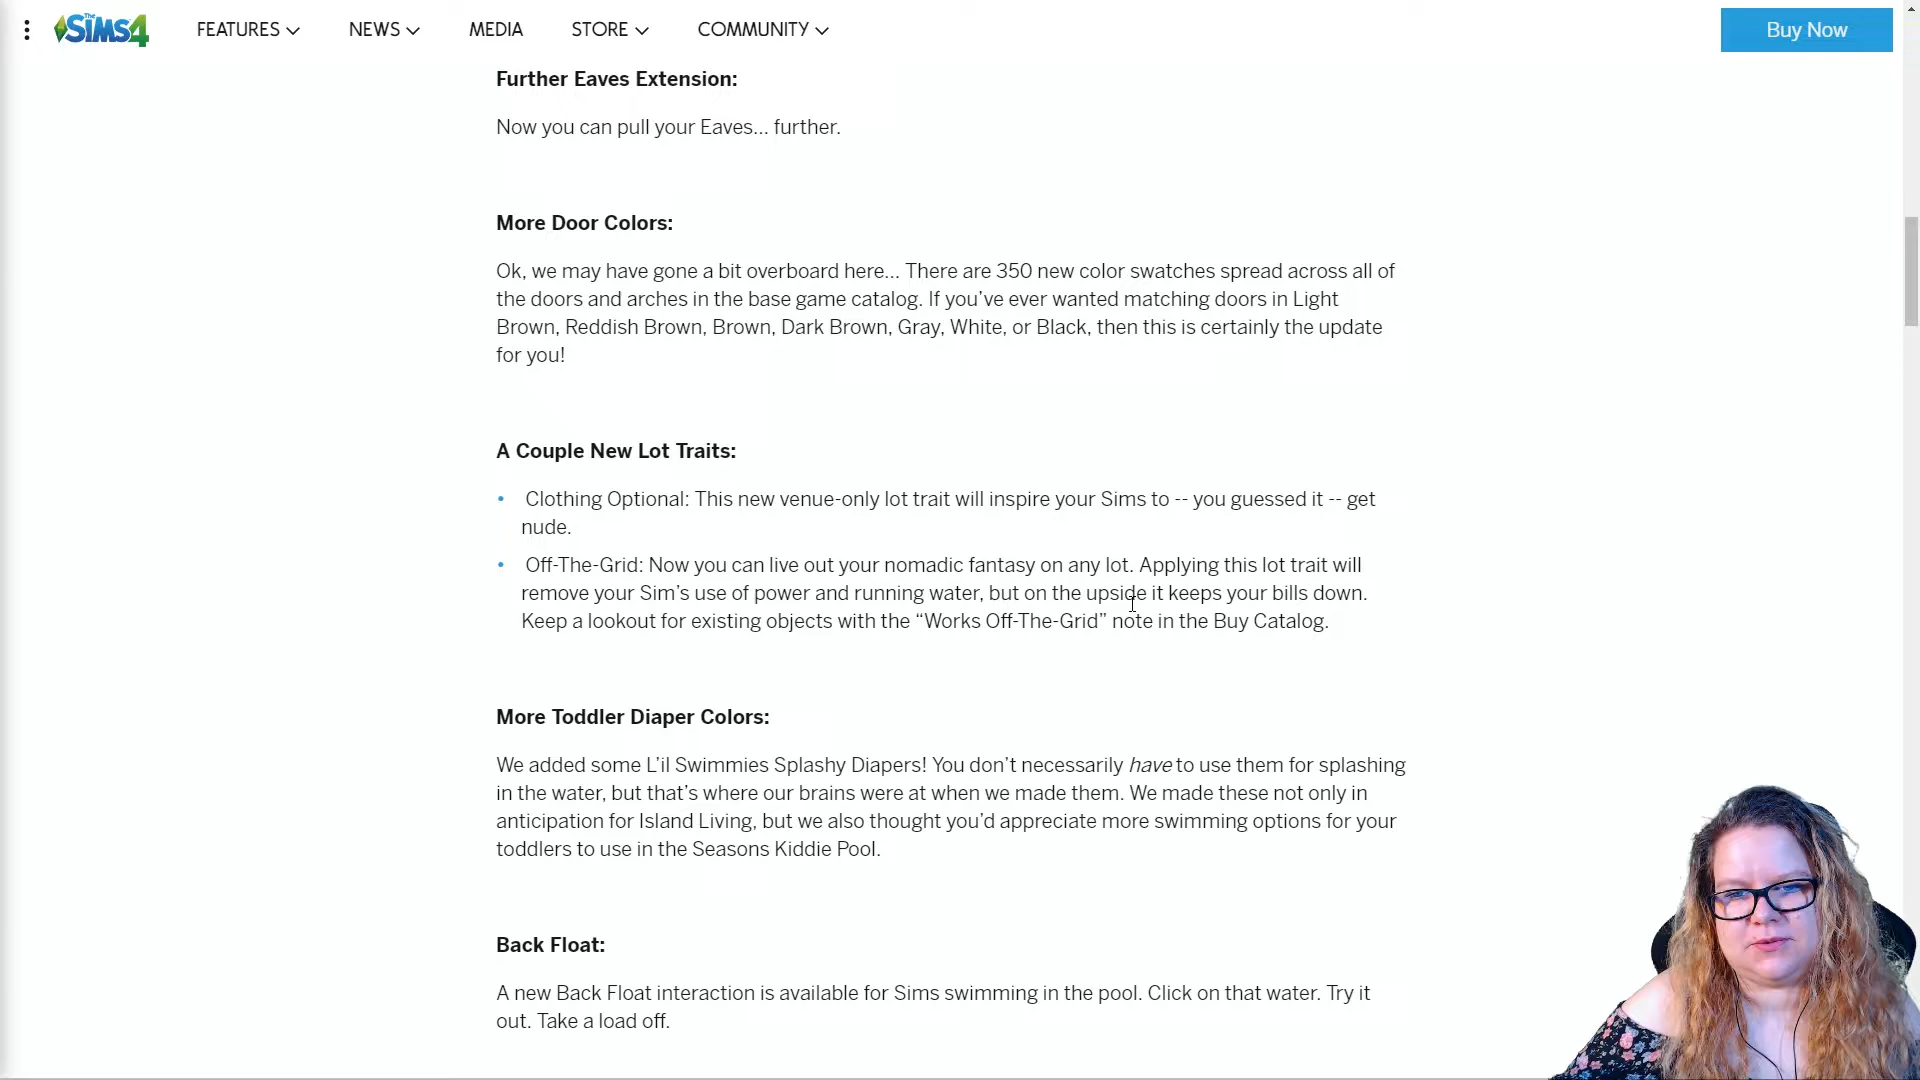 The SIMS 4
FEATURES
NEWS
MEDIA
STORE
COMMUNITY
Buy Now
Further Eaves Extension:
Now you can pull your Eaves... further.
More Door Colors:
Ok, we may have gone a bit overboard here... There are 350 new color swatches spread across all of
the doors and arches in the base game catalog. If you’ve ever wanted matching doors in Light
Brown, Reddish Brown, Brown, Dark Brown, Gray, White, or Black, then this is certainly the update
for you!
A Couple New Lot Traits:
• Clothing Optional: This new venue-only lot trait will inspire your Sims to -- you guessed it -- get
nude.
• Off-The-Grid: Now you can live out your nomadic fantasy on any lot. Applying this lot trait will
remove your Sim’s use of power and running water, but on the upside it keeps your bills down.
Keep a lookout for existing objects with the “Works Off-The-Grid” note in the Buy Catalog.
More Toddler Diaper Colors:
We added some L’il Swimmies Splashy Diapers! You don’t necessarily have to use them for splashing
in the water, but that’s where our brains were at when we made them. We made these not only in
anticipation for Island Living, but we also thought you’d appreciate more swimming options for your
toddlers to use in the Seasons Kiddie Pool.
Back Float:
A new Back Float interaction is available for Sims swimming in the pool. Click on that water. Try it
out. Take a load off.